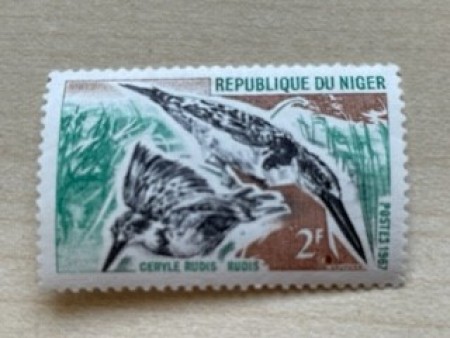 REPUBLIQUE DU NIGER
POSTES 1967
2F
CERYLE RUDIS RUDIS